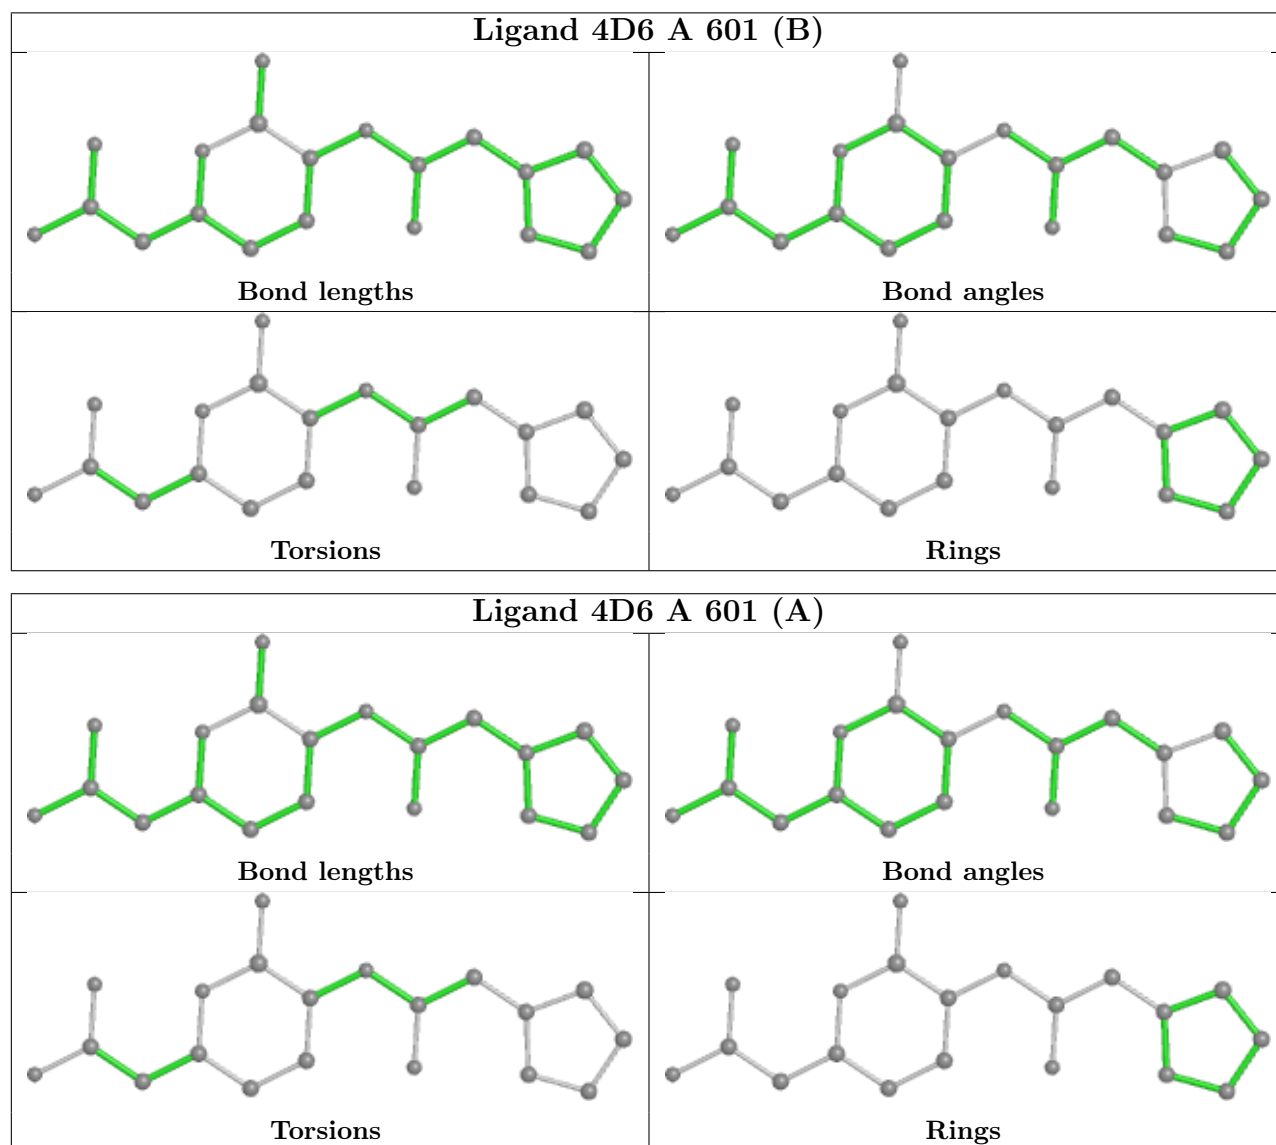 Ligand 4D6 A 601 (B)
Bond lengths
Bond angles
Torsions
Rings
Ligand 4D6 A 601 (A)
Bond lengths
Bond angles
Torsions
Rings